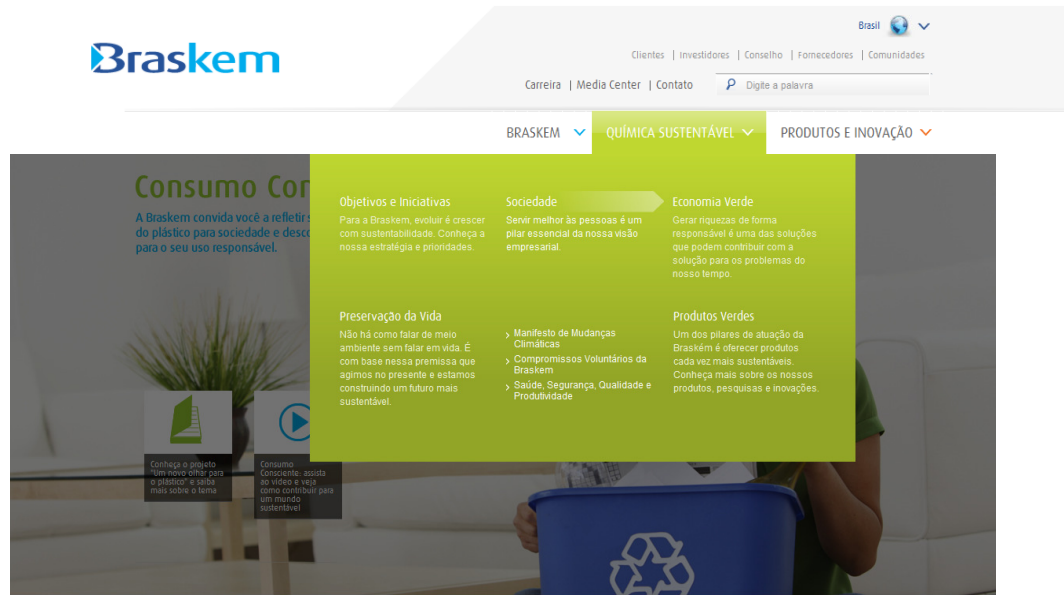 Brasil
Braskem
Clientes | Investidores | Conselho | Fornecedores | Comunidades
Carreira | Media Center | Contato
Digite a palavra
BRASKEM
QUÍMICA SUSTENTÁVEL
PRODUTOS E INOVAÇÃO
Consumo Con
A Braskem convida você a refletir s
do plástico para sociedade e desco
para o seu uso responsável.
Objetivos e Iniciativas
Para a Braskem, evoluir é crescer
com sustentabilidade. Conheça a
nossa estratégia e prioridades.
Sociedade
Servir melhor às pessoas é um
pilar essencial da nossa visão
empresarial.
Economia Verde
Gerar riquezas de forma
responsável é uma das soluções
que podem contribuir com a
solução para os problemas do
nosso tempo.
Preservação da Vida
Não há como falar de meio
ambiente sem falar em vida. É
com base nessa premissa que
agimos no presente e estamos
construindo um futuro mais
sustentável.
Manifesto de Mudanças
Climáticas
Compromissos Voluntários da
Braskem
Saúde, Segurança, Qualidade e
Produtividade
Produtos Verdes
Um dos pilares de atuação da
Braskem é oferecer produtos
cada vez mais sustentáveis.
Conheça mais sobre os nossos
produtos, pesquisas e inovações.
Conheça o projeto
"Um novo olhar para
o plástico" e saiba
mais sobre o tema
Consumo
Consciente: assista
ao vídeo e veja
como contribuir para
um mundo
sustentável